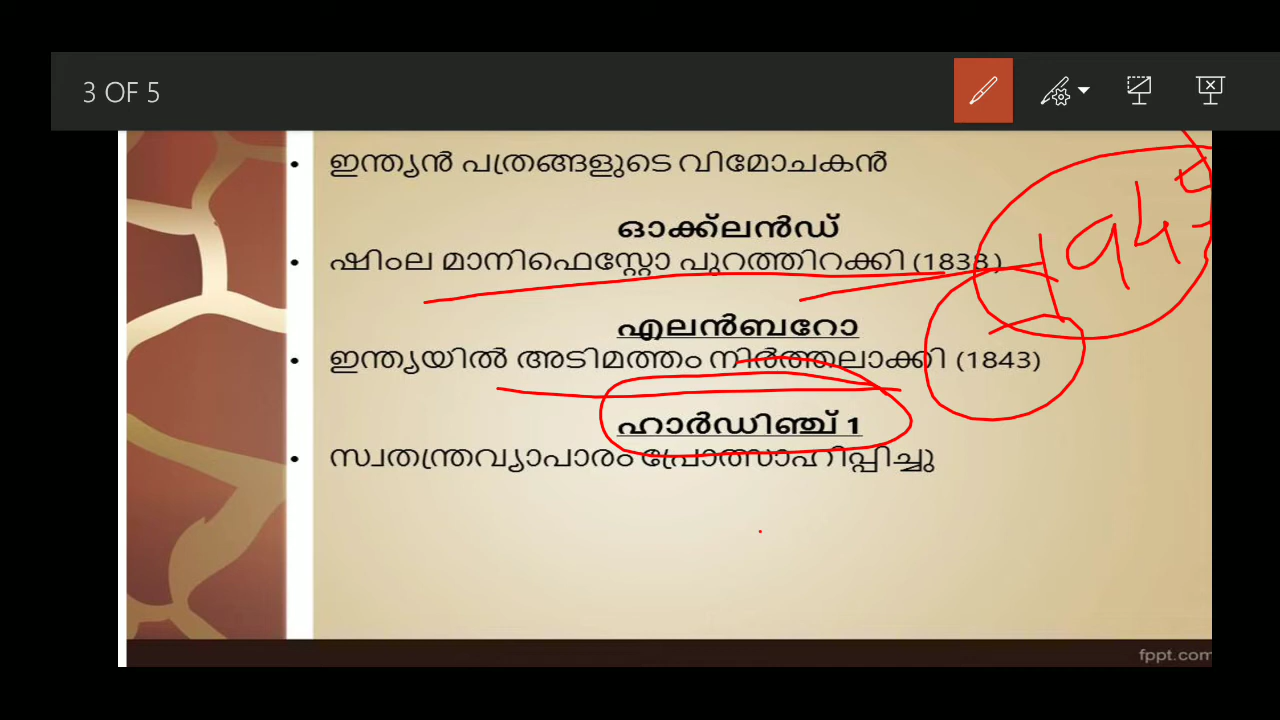 3 OF 5
• ഇന്ത്യൻ പത്രങ്ങളുടെ വിമോചകൻ
ഓക്ക്ലൻഡ്
• ഷിംല മാനിഫെസ്റ്റോ പുറത്തിറക്കി (1838)
എലൻബറോ
• ഇന്ത്യയിൽ അടിമത്തം നിർത്തലാക്കി (1843)
ഹാർഡിഞ്ച് 1
• സ്വതന്ത്രവ്യാപാരം പ്രോത്സാഹിപ്പിച്ചു
fppt.com